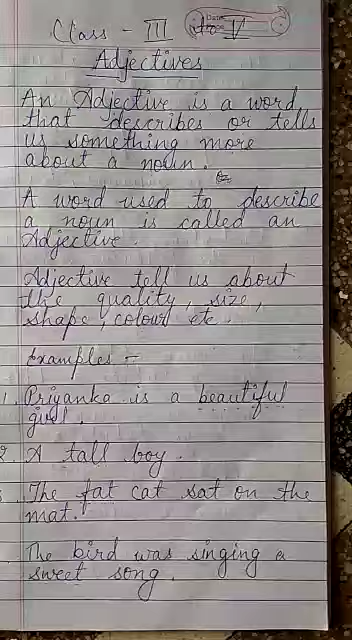 Class - III to V
Adjectives
An Adjective is a word
that describes or tells
us something more
about a noun.
A word used to describe
a noun is called an
Adjective.
Adjective tell us about
the quality, size,
shape, colour etc.
Examples -
1. Priyanka is a beautiful
girl.
2. A tall boy.
3. The fat cat sat on the
mat.
The bird was singing a
sweet song.